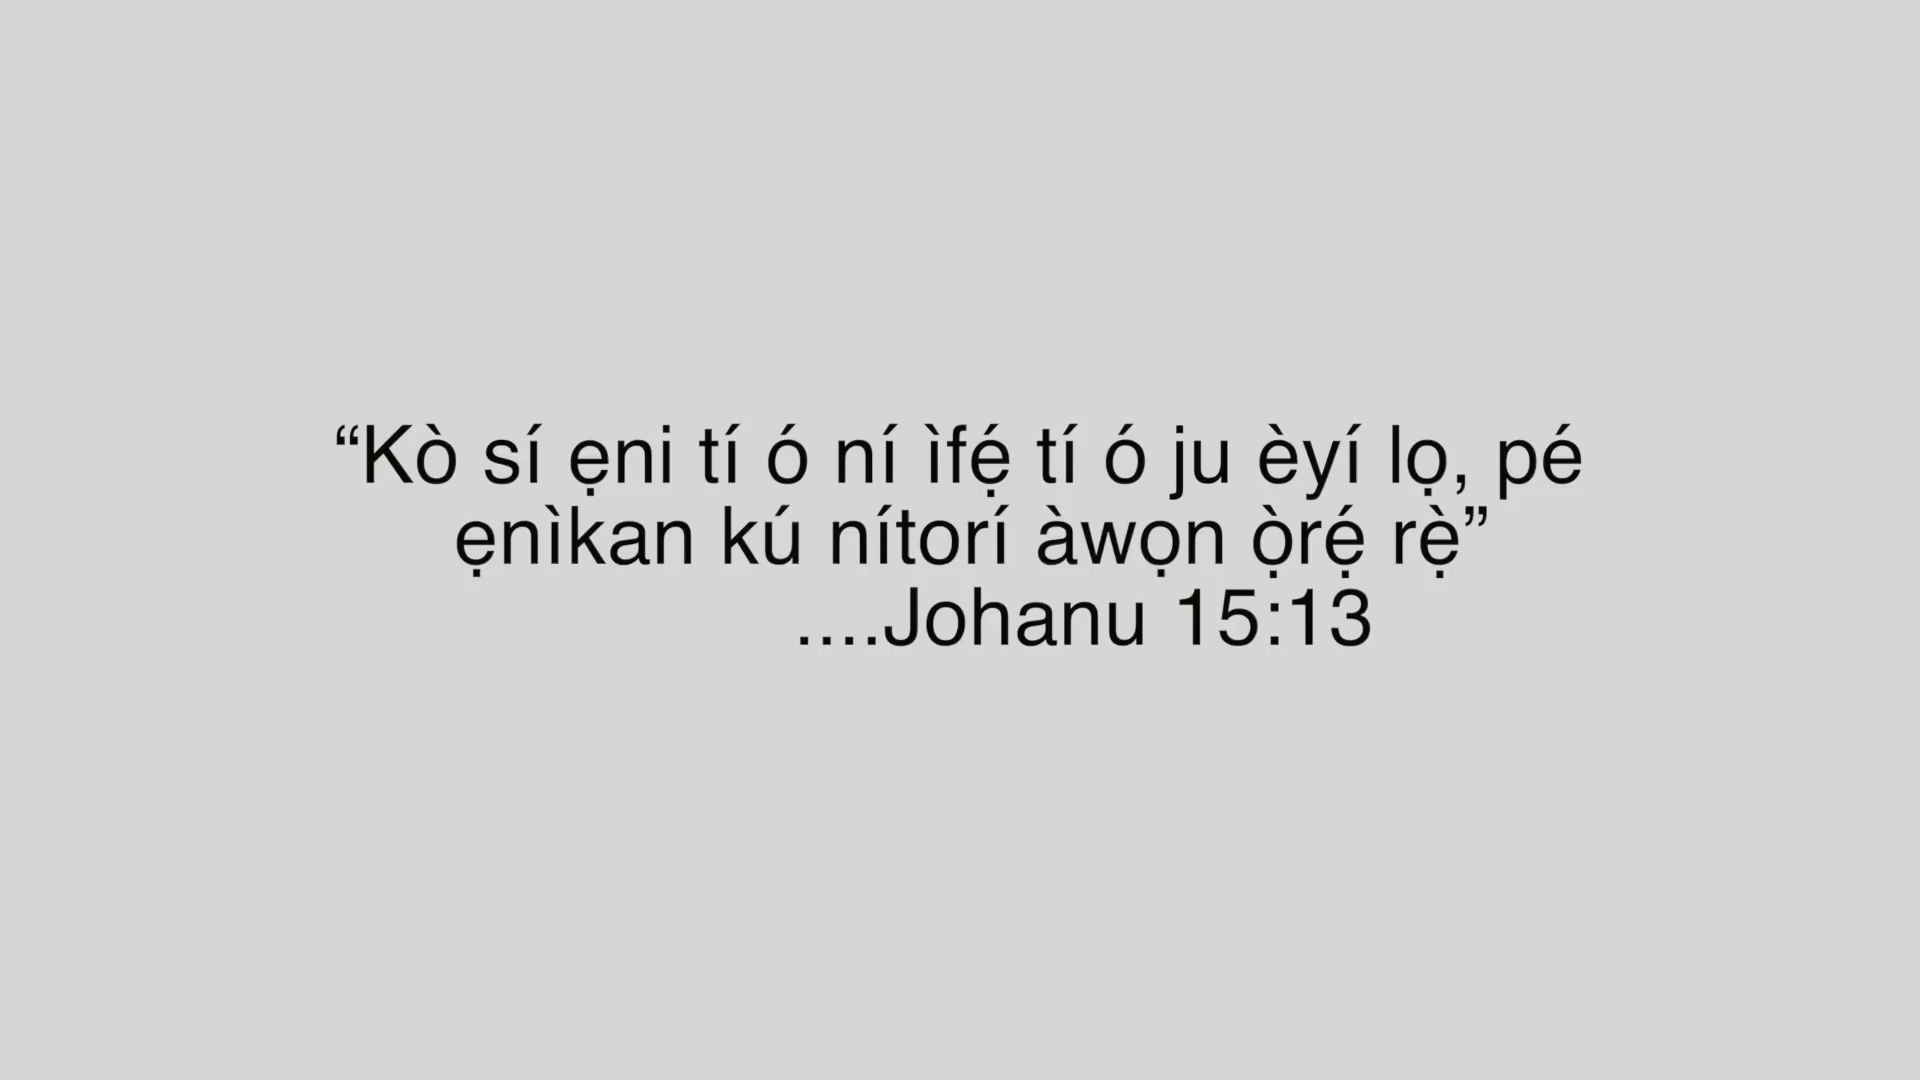 “Kò sí ẹni tí ó ní ìfẹ́ tí ó ju èyí lọ, pé
ẹnìkan kú nítorí àwọn ọ̀rẹ́ rẹ̀”
....Johanu 15:13